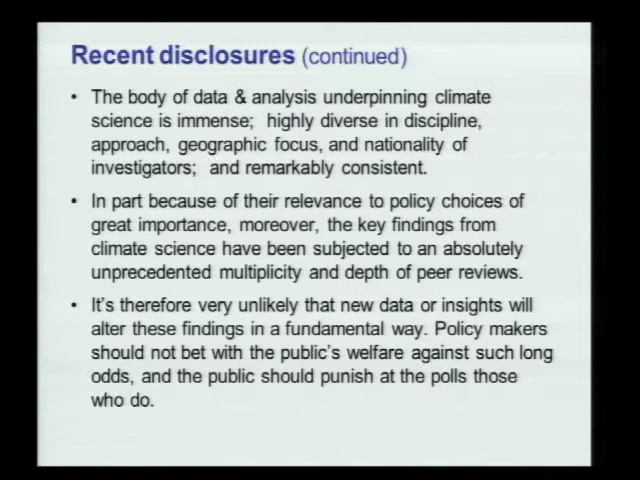 Recent disclosures (continued)
• The body of data & analysis underpinning climate
science is immense; highly diverse in discipline,
approach, geographic focus, and nationality of
investigators; and remarkably consistent.
• In part because of their relevance to policy choices of
great importance, moreover, the key findings from
climate science have been subjected to an absolutely
unprecedented multiplicity and depth of peer reviews.
• It's therefore very unlikely that new data or insights will
alter these findings in a fundamental way. Policy makers
should not bet with the public's welfare against such long
odds, and the public should punish at the polls those
who do.